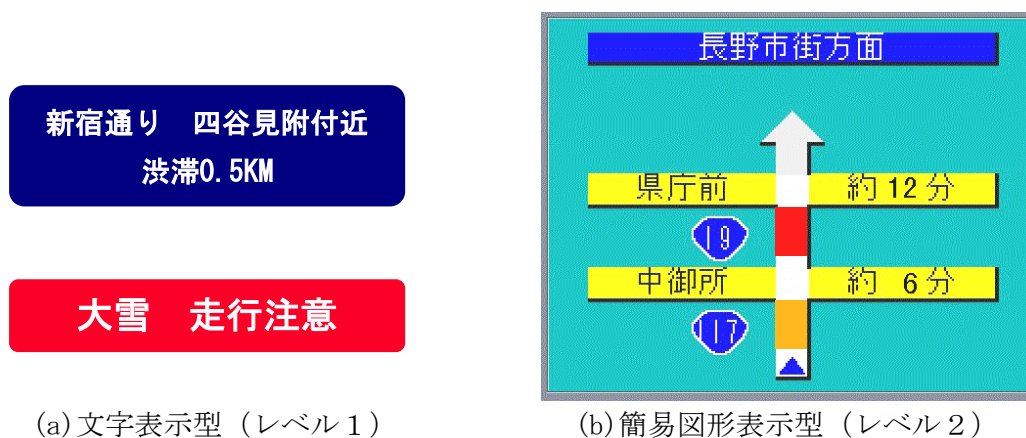 新宿通り　四谷見附付近
渋滞0.5KM
大雪　走行注意
(a)文字表示型（レベル１）
長野市街方面
県庁前　約12分
19
中御所　約 6分
117
(b)簡易図形表示型（レベル２）